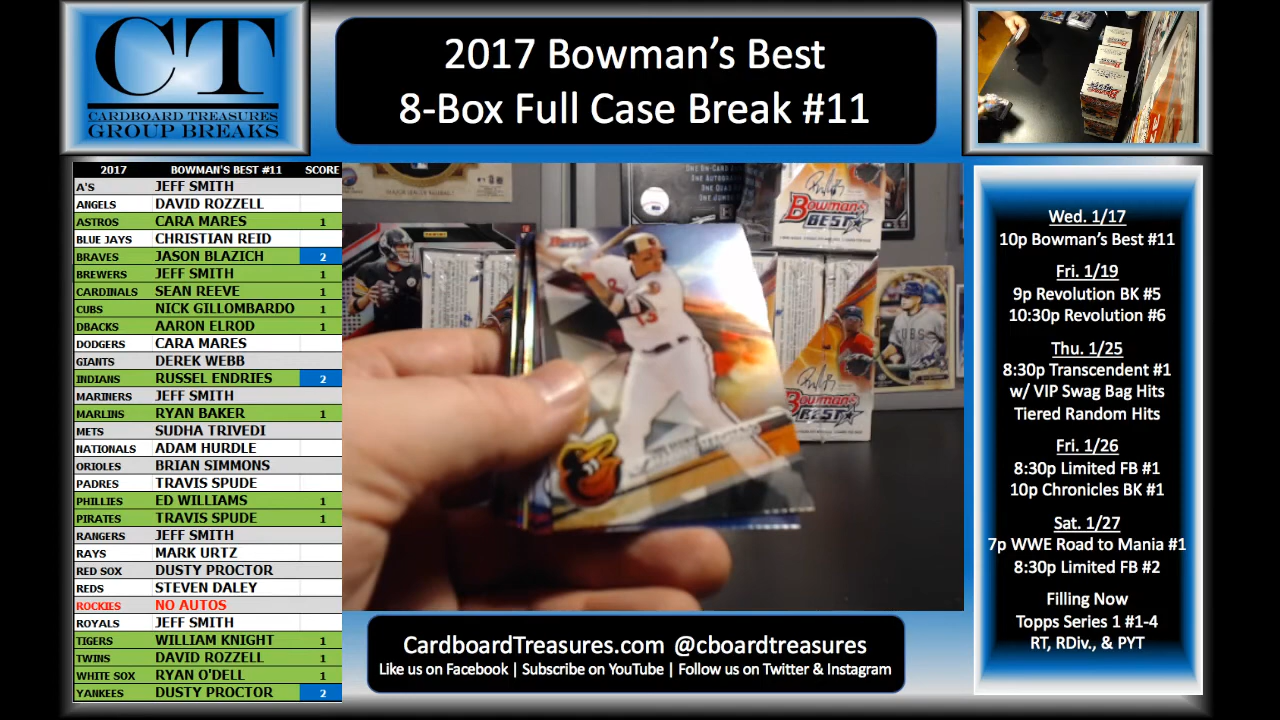 CT
CARDBOARD TREASURES
GROUP BREAKS
2017 Bowman's Best
8-Box Full Case Break #11
2017 BOWMAN'S BEST #11 SCORE
A'S JEFF SMITH
ANGELS DAVID ROZZELL
ASTROS CARA MARES 1
BLUE JAYS CHRISTIAN REID
BRAVES JASON BLAZICH 2
BREWERS JEFF SMITH 1
CARDINALS SEAN REEVE 1
CUBS NICK GILLOMBARDO 1
DBACKS AARON ELROD 1
DODGERS CARA MARES
GIANTS DEREK WEBB
INDIANS RUSSEL ENDRIES 2
MARINERS JEFF SMITH
MARLINS RYAN BAKER 1
METS SUDHA TRIVEDI
NATIONALS ADAM HURDLE
ORIOLES BRIAN SIMMONS
PADRES TRAVIS SPUDE
PHILLIES ED WILLIAMS 1
PIRATES TRAVIS SPUDE 1
RANGERS JEFF SMITH
RAYS MARK URTZ
RED SOX DUSTY PROCTOR
REDS STEVEN DALEY
ROCKIES NO AUTOS
ROYALS JEFF SMITH
TIGERS WILLIAM KNIGHT 1
TWINS DAVID ROZZELL 1
WHITE SOX RYAN O'DELL 1
YANKEES DUSTY PROCTOR 2
Bowman's
BEST
13
CUBS
Bowman's
BEST
CardboardTreasures.com @cboardtreasures
Like us on Facebook | Subscribe on YouTube | Follow us on Twitter & Instagram
Wed. 1/17
10p Bowman's Best #11
Fri. 1/19
9p Revolution BK #5
10:30p Revolution #6
Thu. 1/25
8:30p Transcendent #1
w/ VIP Swag Bag Hits
Tiered Random Hits
Fri. 1/26
8:30p Limited FB #1
10p Chronicles BK #1
Sat. 1/27
7p WWE Road to Mania #1
8:30p Limited FB #2
Filling Now
Topps Series 1 #1-4
RT, RDiv., & PYT